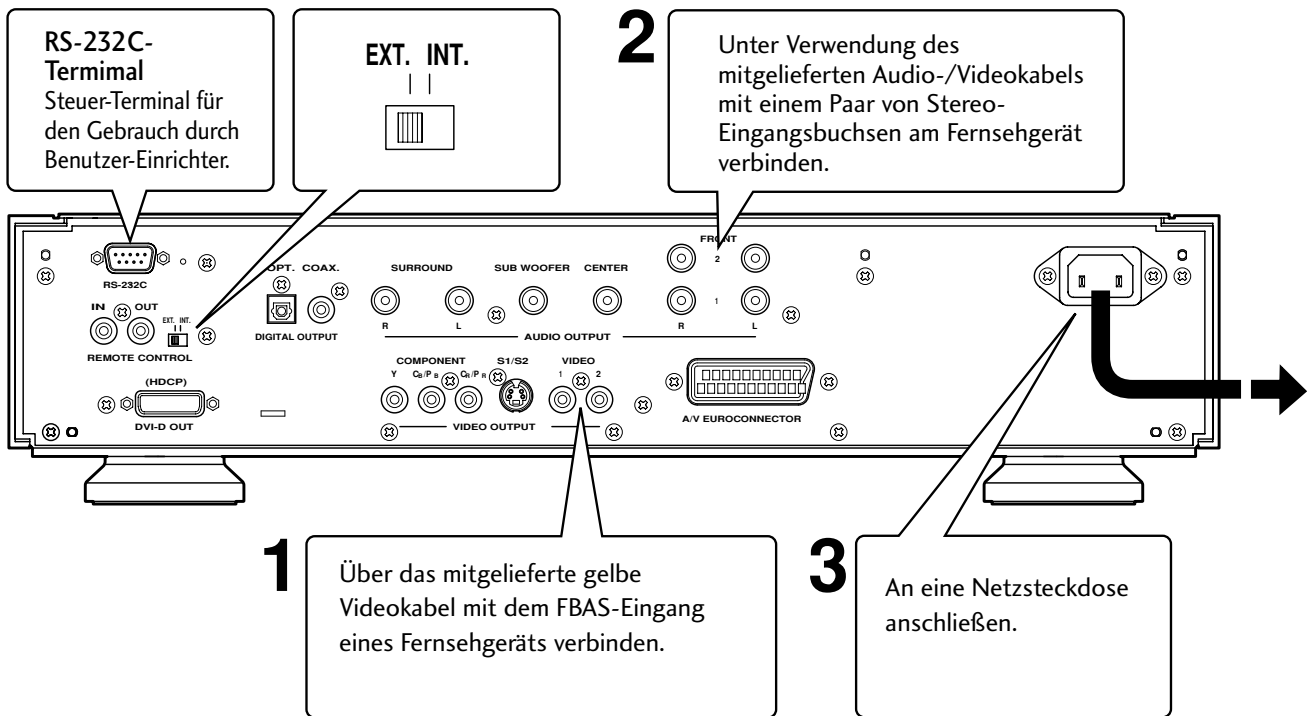 RS-232C-
Termimal
Steuer-Terminal für
den Gebrauch durch
Benutzer-Einrichter.
EXT. INT.
2
Unter Verwendung des
mitgelieferten Audio-/Videokabels
mit einem Paar von Stereo-
Eingangsbuchsen am Fernsehgerät
verbinden.
RS-232C
IN OUT EXT. INT.
REMOTE CONTROL
(HDCP)
DVI-D OUT
OPT. COAX.
DIGITAL OUTPUT
SURROUND SUB WOOFER CENTER
FRONT
2
1
R L R L
AUDIO OUTPUT
COMPONENT S1/S2 VIDEO
Y CB/PB CR/PR 1 2
VIDEO OUTPUT
A/V EUROCONNECTOR
1
Über das mitgelieferte gelbe
Videokabel mit dem FBAS-Eingang
eines Fernsehgeräts verbinden.
3
An eine Netzsteckdose
anschließen.